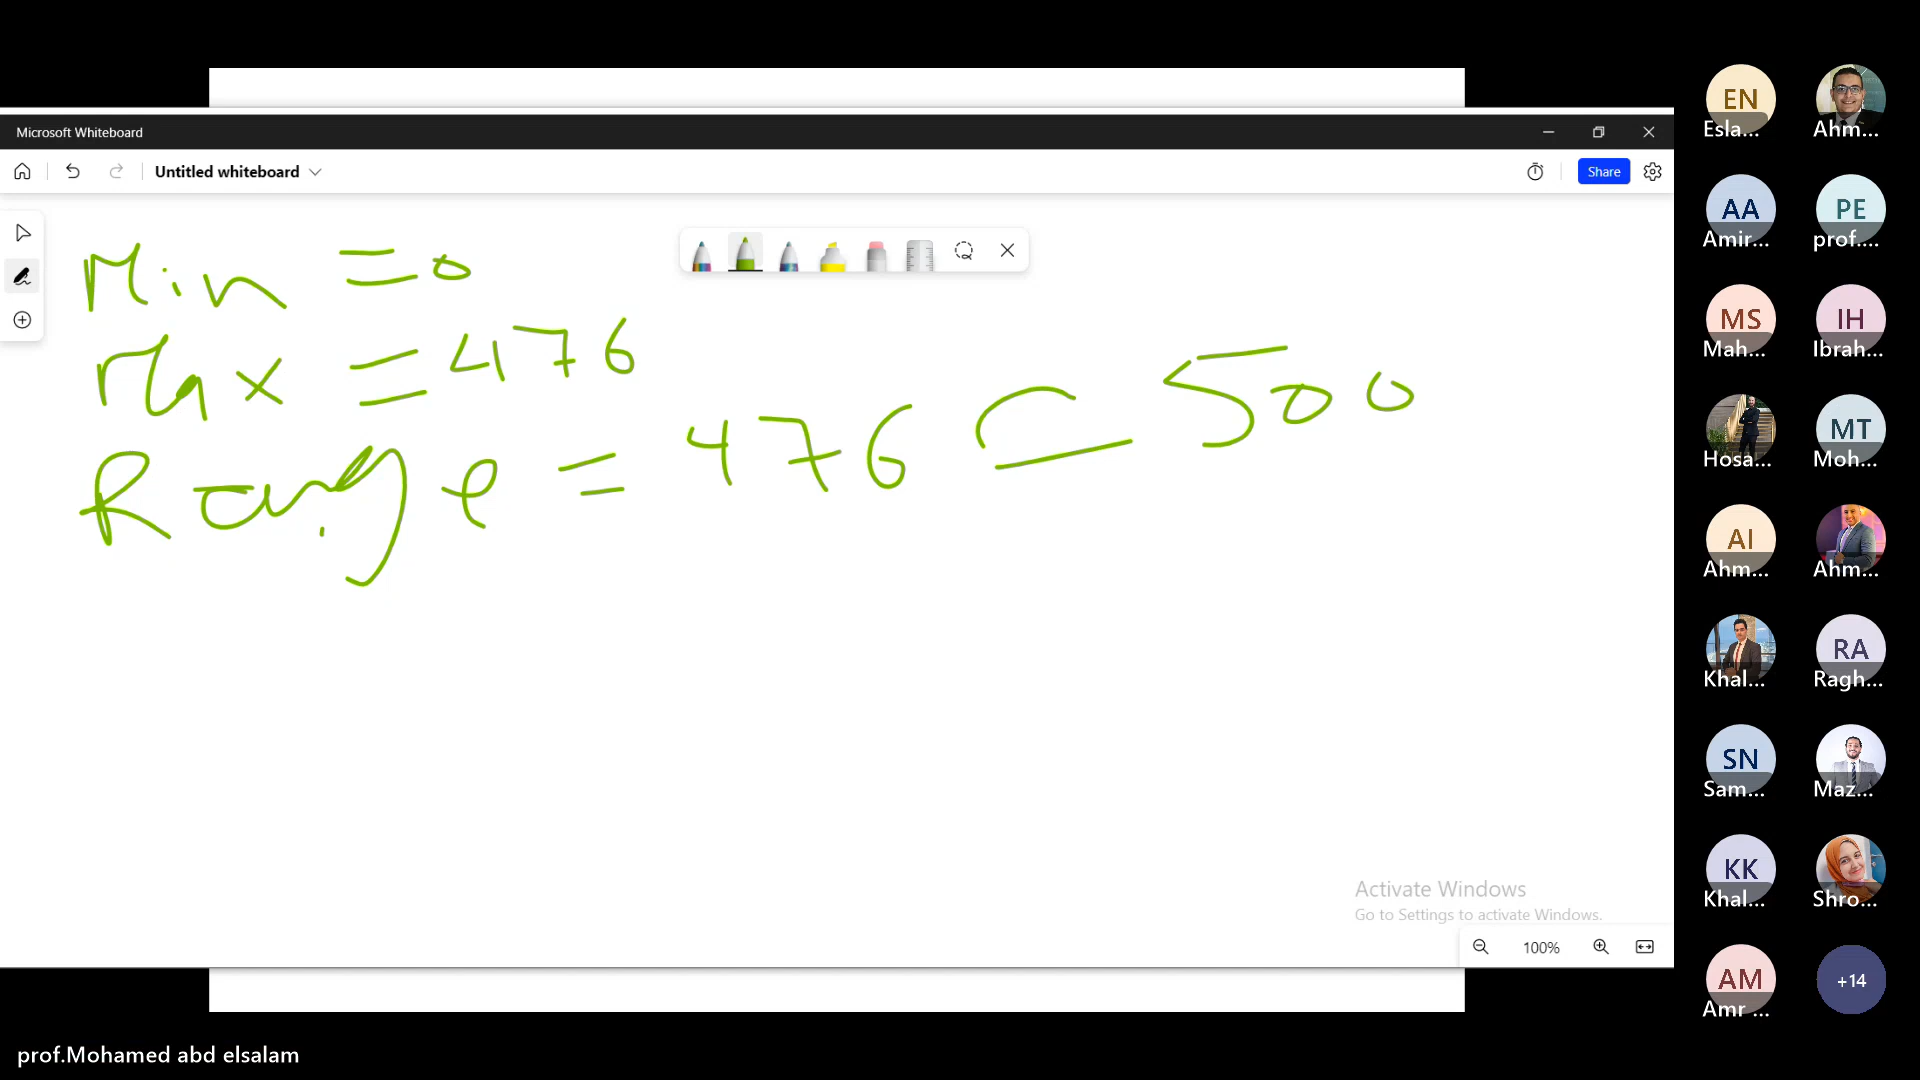 Microsoft Whiteboard
Untitled whiteboard
Share
Min = 0
Max = 476
Range = 476 ≃ 500
Activate Windows
Go to Settings to activate Windows.
100%
EN
Esla...
Ahm...
AA
Amir...
PE
prof....
MS
Mah...
IH
Ibrah...
Hosa...
MT
Moh...
AI
Ahm...
Ahm...
Khal...
RA
Ragh...
SN
Sam...
Maz...
KK
Khal...
Shro...
AM
Amr ...
+14
prof.Mohamed abd elsalam